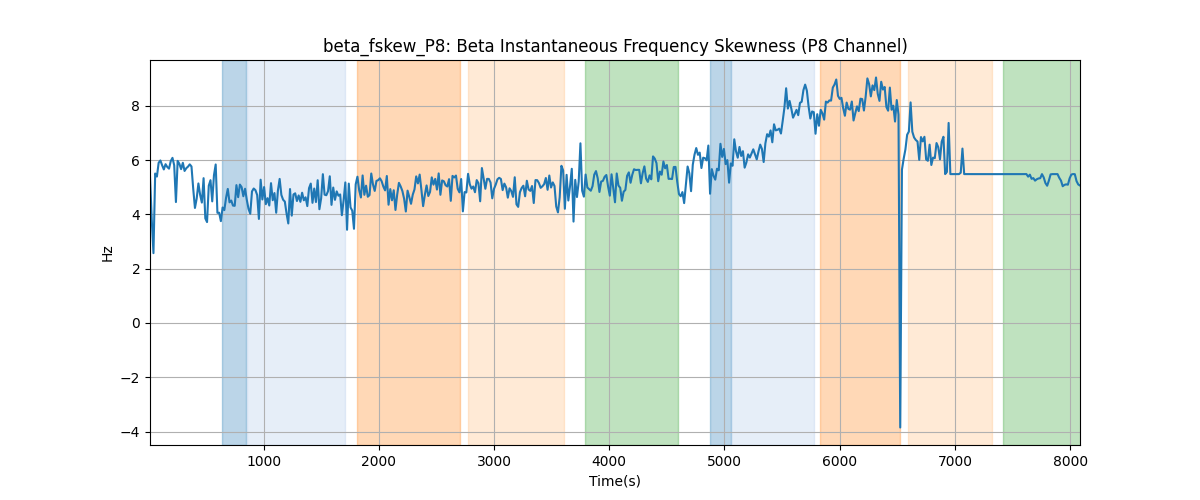 beta_fskew_P8: Beta Instantaneous Frequency Skewness (P8 Channel)
8
6
4
2
0
−2
−4
Hz
1000 2000 3000 4000 5000 6000 7000 8000
Time(s)